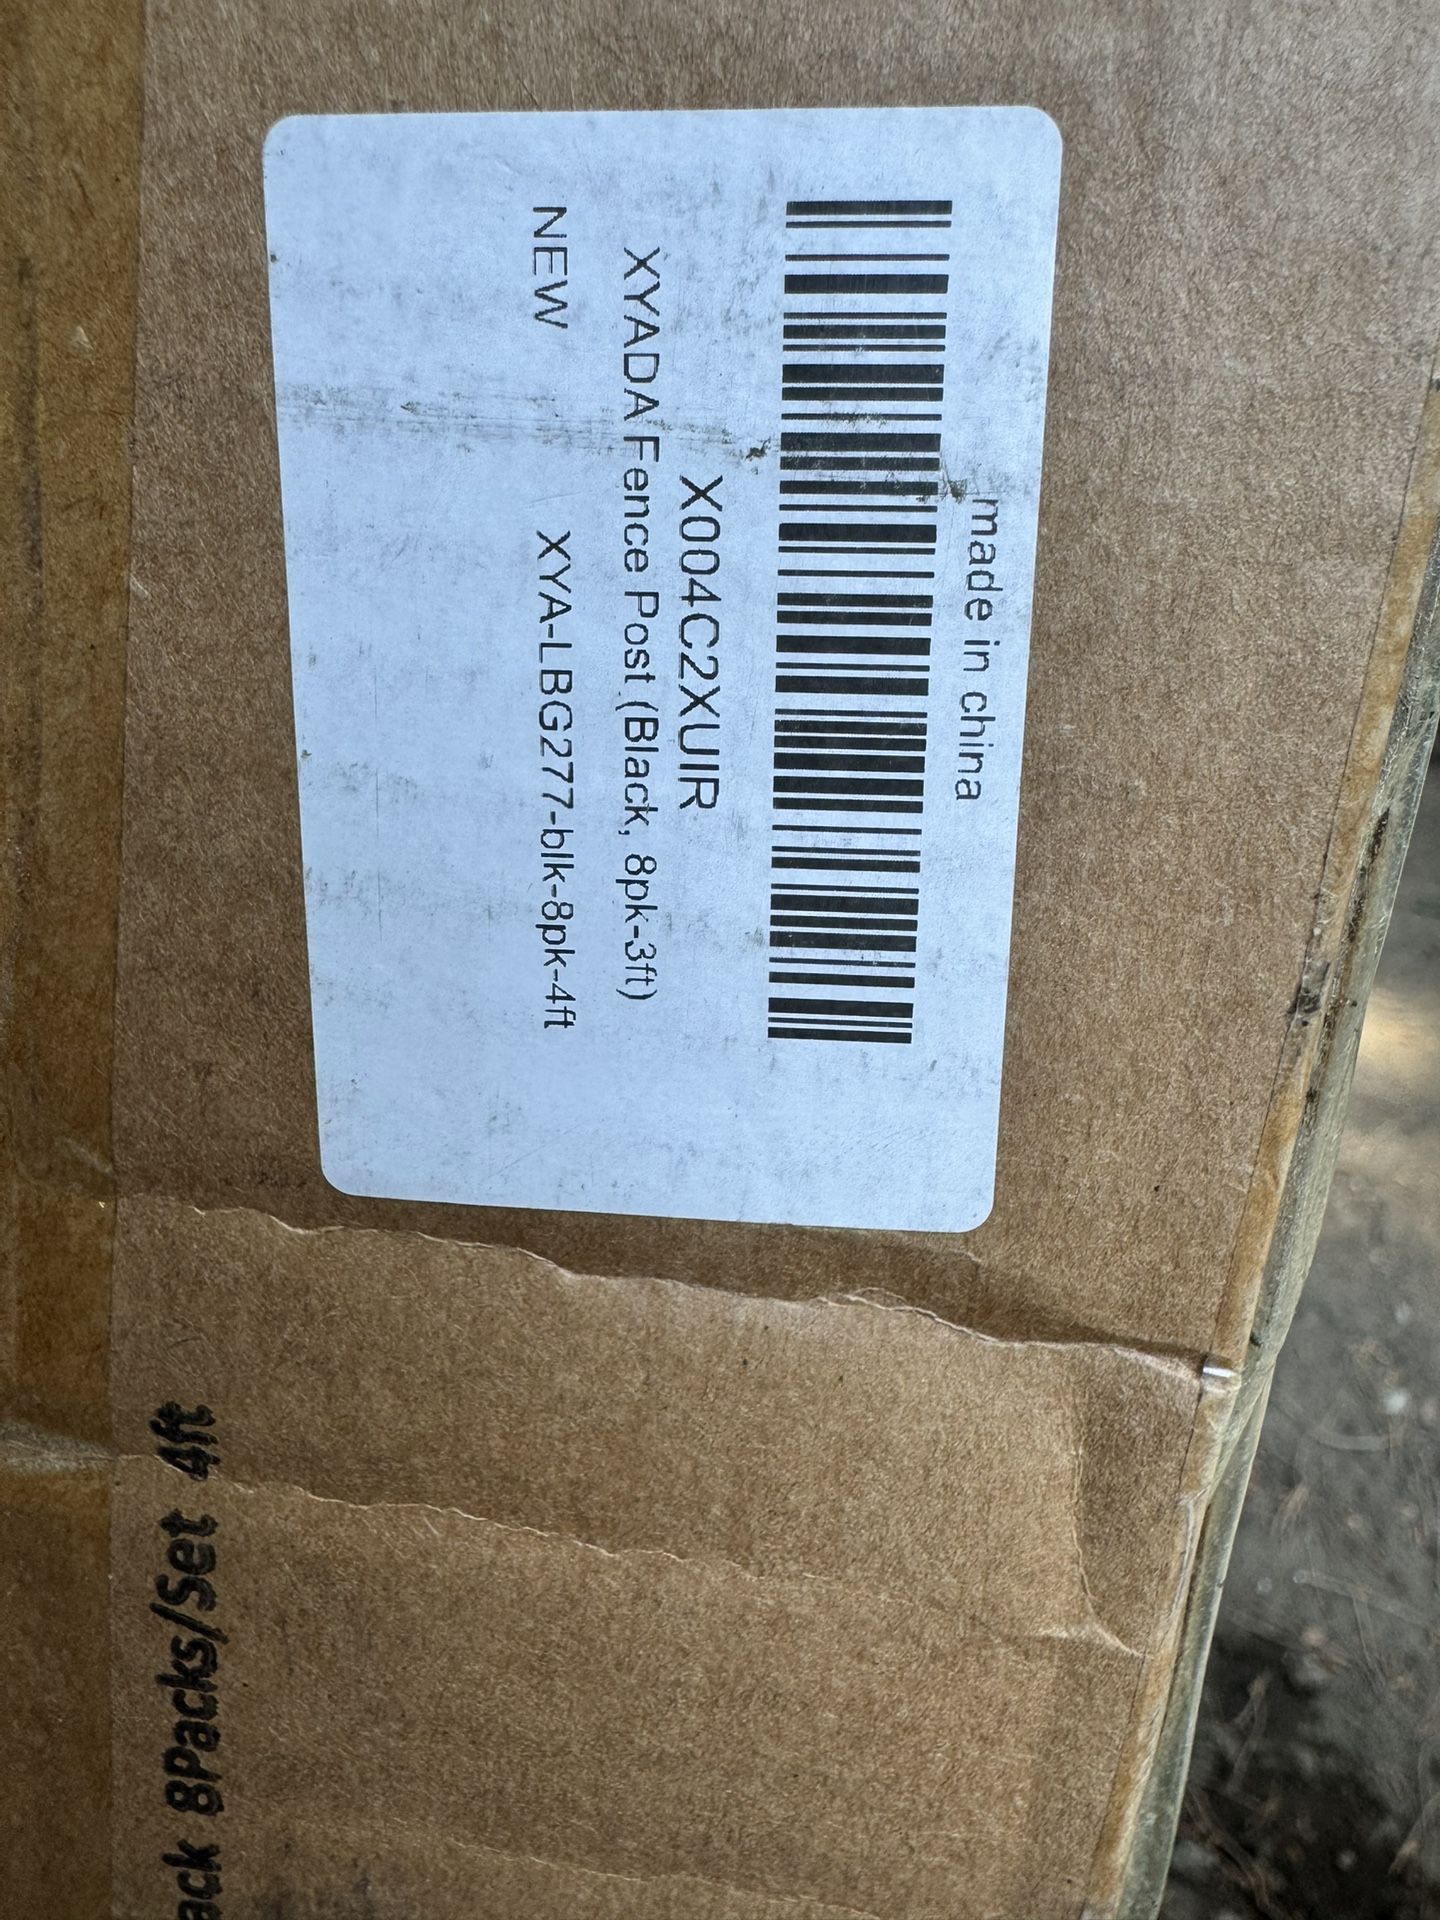 made in china
X004C2XUIR
XYADA Fence Post (Black, 8pk-3ft)
NEW XYA-LBG277-blk-8pk-4ft
8Packs/Set 4ft